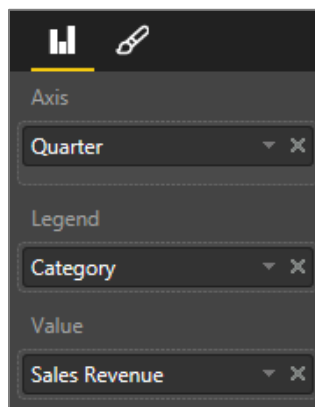 Axis
Quarter
Legend
Category
Value
Sales Revenue